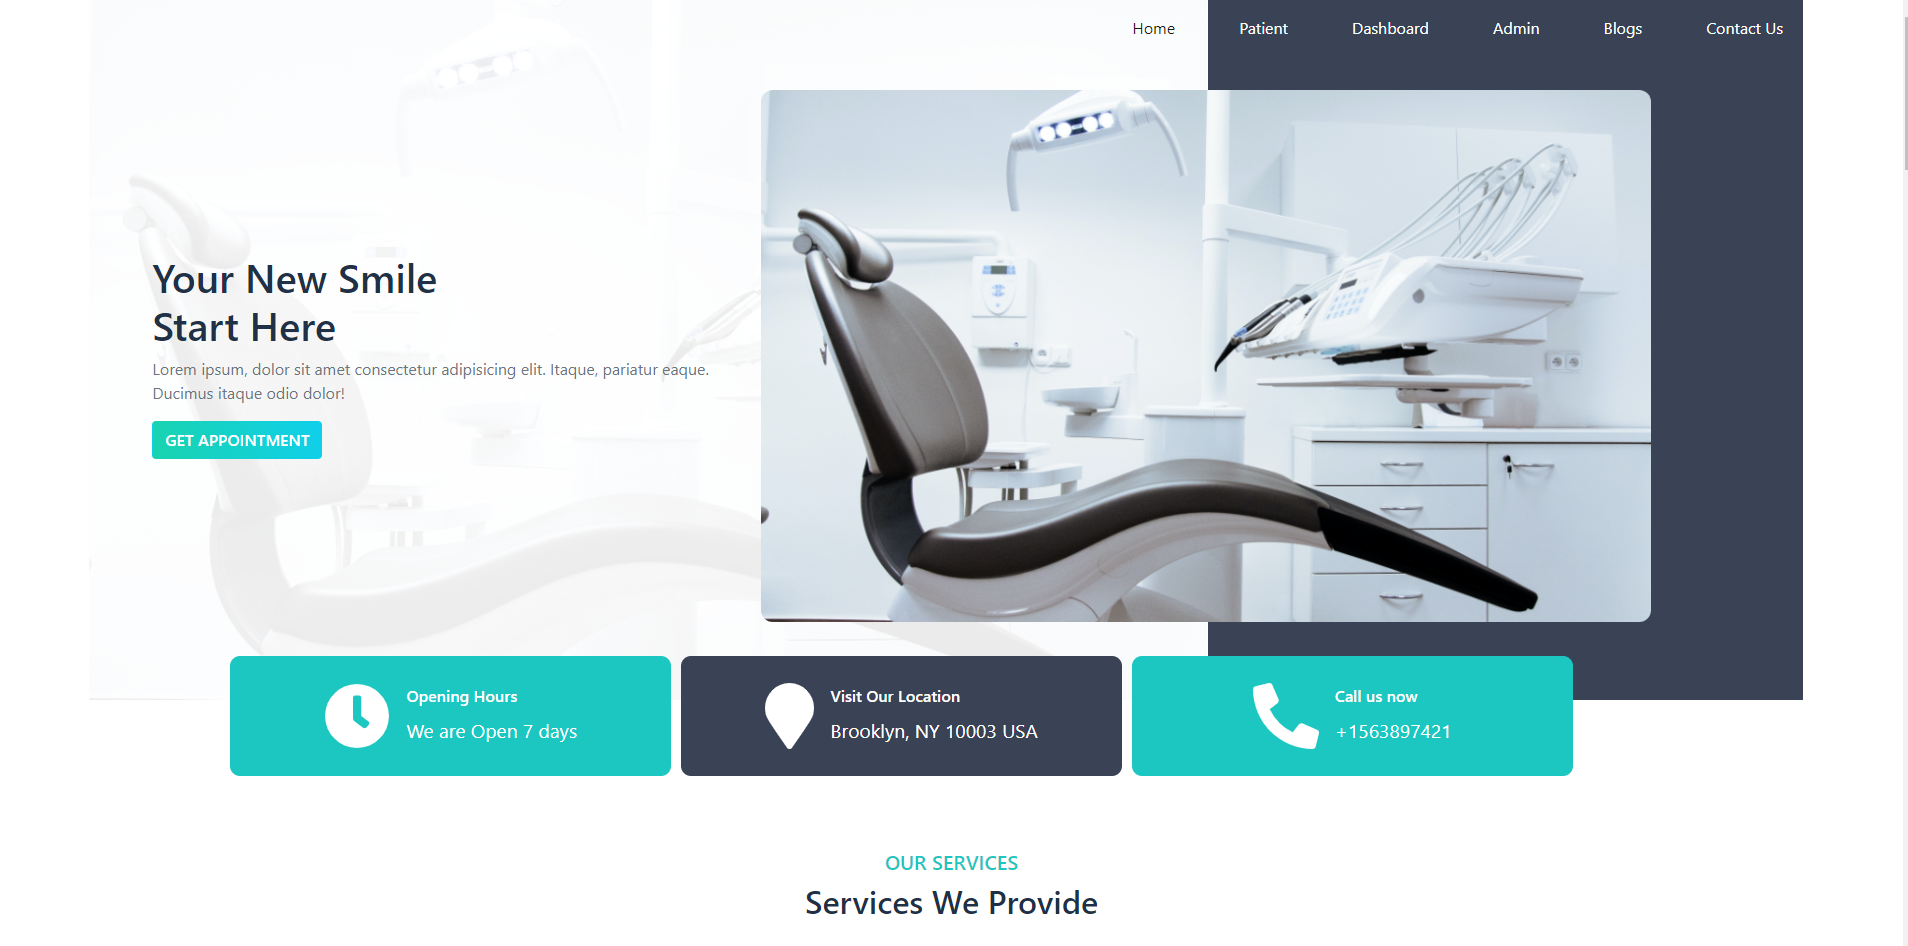 Home Patient Dashboard Admin Blogs Contact Us
Your New Smile
Start Here
Lorem ipsum, dolor sit amet consectetur adipisicing elit. Itaque, pariatur eaque.
Ducimus itaque odio dolor!
GET APPOINTMENT
Opening Hours
We are Open 7 days
Visit Our Location
Brooklyn, NY 10003 USA
Call us now
+1563897421
OUR SERVICES
Services We Provide